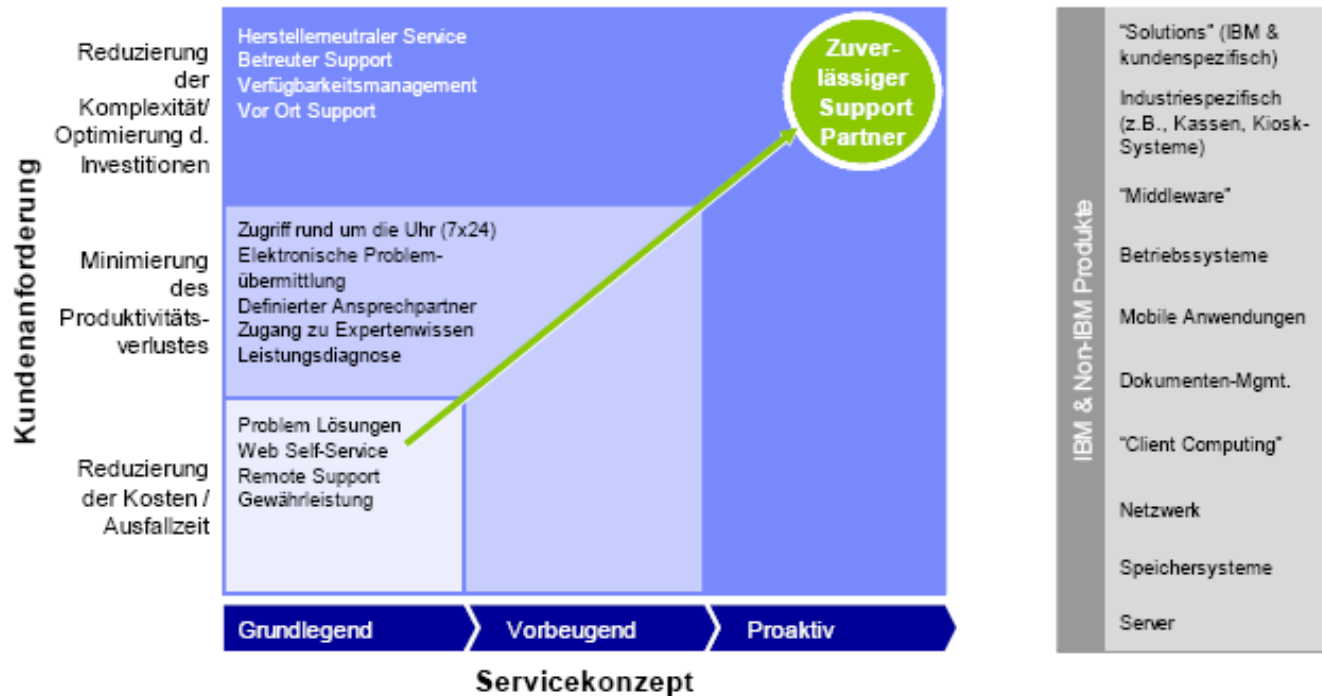 Kundenanforderung
Reduzierung
der
Komplexität/
Optimierung d.
Investitionen
Minimierung
des
Produktivitäts-
verlustes
Reduzierung
der Kosten /
Ausfallzeit
Herstellerneutraler Service
Betreuter Support
Verfügbarkeitsmanagement
Vor Ort Support
Zuver-
lässiger
Support
Partner
Zugriff rund um die Uhr (7x24)
Elektronische Problem-
übermittlung
Definierter Ansprechpartner
Zugang zu Expertenwissen
Leistungsdiagnose
Problem Lösungen
Web Self-Service
Remote Support
Gewährleistung
Grundlegend
Vorbeugend
Proaktiv
Servicekonzept
IBM & Non-IBM Produkte
"Solutions" (IBM &
kundenspezifisch)
Industriespezifisch
(z.B., Kassen, Kiosk-
Systeme)
"Middleware"
Betriebssysteme
Mobile Anwendungen
Dokumenten-Mgmt.
"Client Computing"
Netzwerk
Speichersysteme
Server